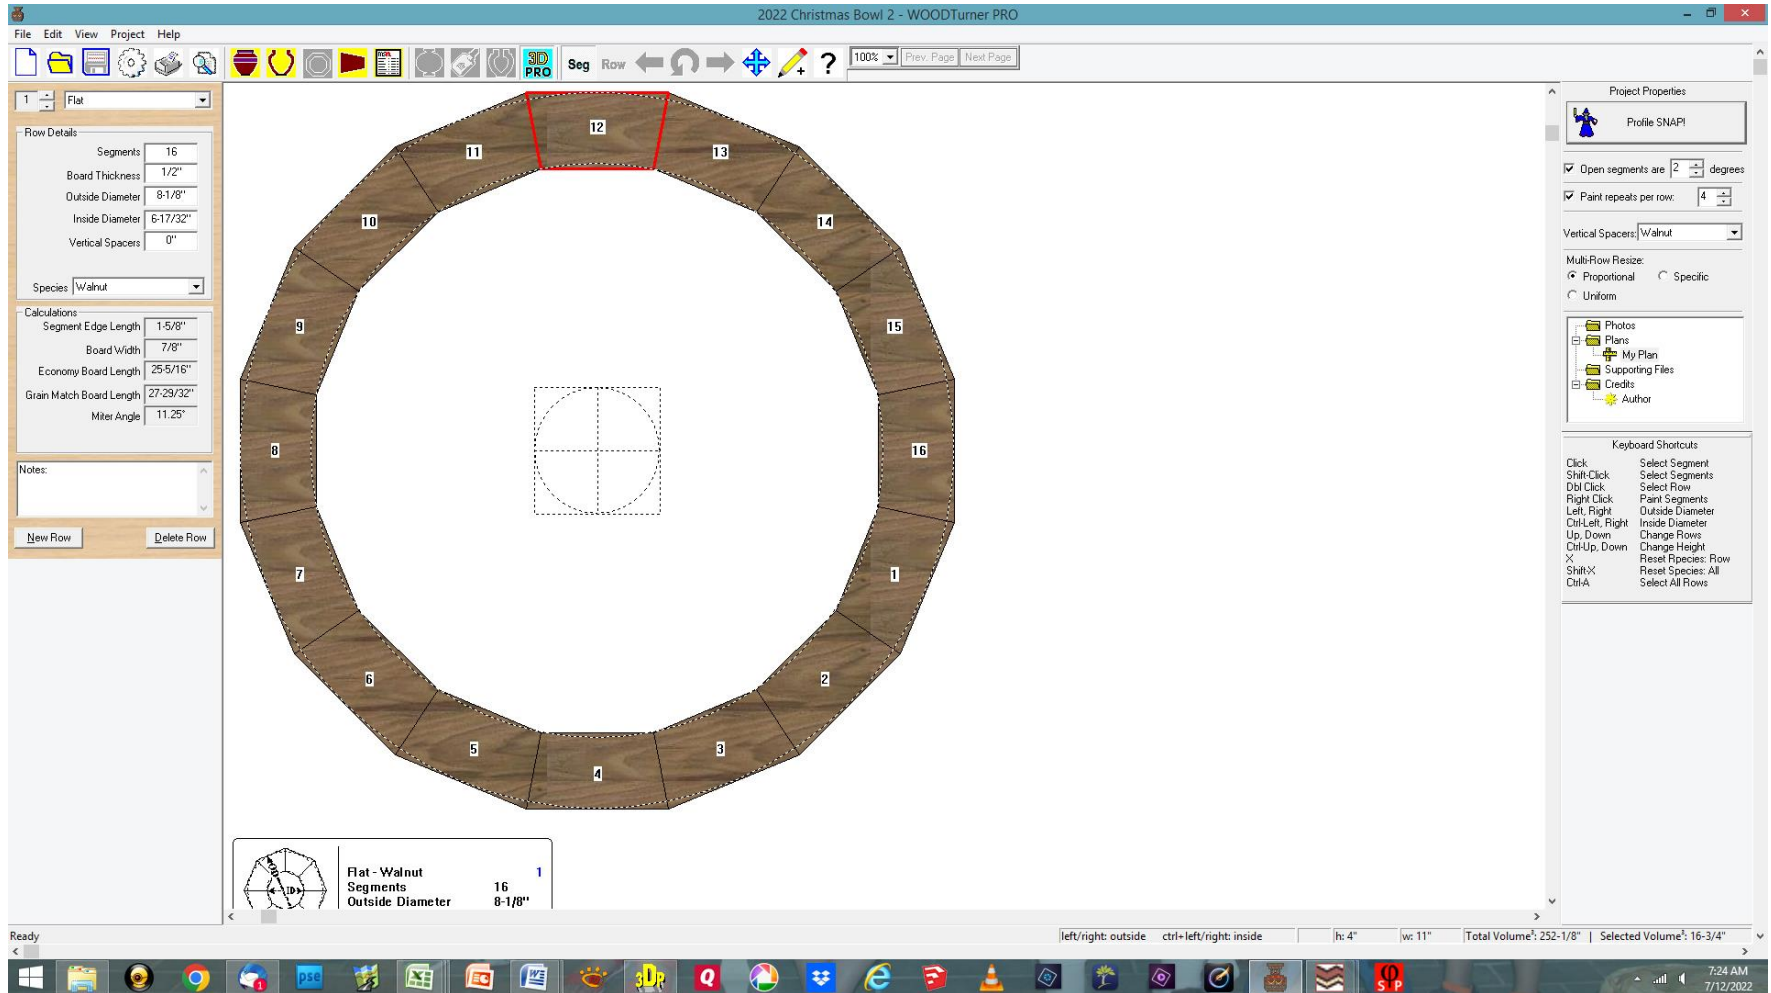 2022 Christmas Bowl 2 - WOODTurner PRO
File Edit View Project Help
3D PRO Seg Row ? 100% Prev. Page Next Page
1 Flat
Row Details
Segments 16
Board Thickness 1/2"
Outside Diameter 8-1/8"
Inside Diameter 6-17/32"
Vertical Spacers 0"
Species Walnut
Calculations
Segment Edge Length 1-5/8"
Board Width 7/8"
Economy Board Length 25-5/16"
Grain Match Board Length 27-29/32"
Miter Angle 11.25°
Notes:
New Row Delete Row
12
11 13
10 14
9 15
8 16
7 1
6 2
5 3
4
OD
ID
Flat - Walnut 1
Segments 16
Outside Diameter 8-1/8"
Project Properties
Profile SNAP!
Open segments are 2 degrees
Paint repeats per row: 4
Vertical Spacers: Walnut
Multi-Row Resize:
Proportional Specific
Uniform
Photos
Plans
My Plan
Supporting Files
Credits
Author
Keyboard Shortcuts
Click Select Segment
Shift-Click Select Segments
Dbl Click Select Row
Right Click Paint Segments
Left, Right Outside Diameter
Ctrl-Left, Right Inside Diameter
Up, Down Change Rows
Ctrl-Up, Down Change Height
X Reset Rpecies: Row
Shift-X Reset Species: All
Ctrl-A Select All Rows
Ready left/right: outside ctrl+left/right: inside h: 4" w: 11" Total Volume³: 252-1/8" | Selected Volume³: 16-3/4"
pse 3DP Q SP
7:24 AM
7/12/2022